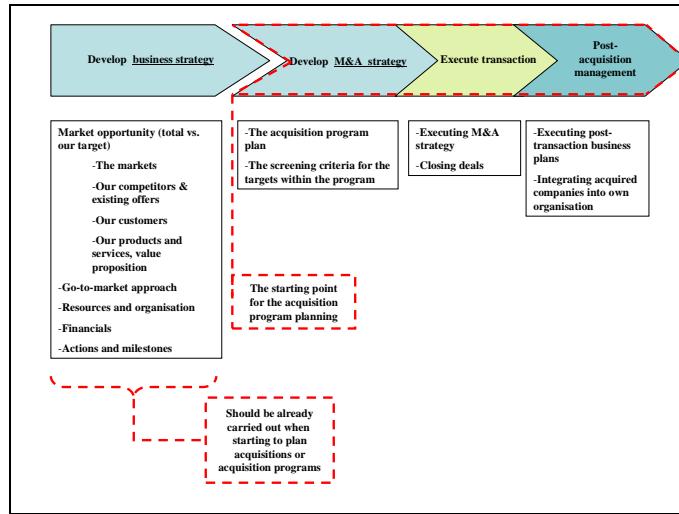 Develop business strategy
Develop M&A strategy
Execute transaction
Post-
acquisition
management
Market opportunity (total vs.
our target)
-The markets
-Our competitors &
existing offers
-Our customers
-Our products and
services, value
proposition
-Go-to-market approach
-Resources and organisation
-Financials
-Actions and milestones
-The acquisition program
plan
-The screening criteria for the
targets within the program
-Executing M&A
strategy
-Closing deals
-Executing post-
transaction business
plans
-Integrating acquired
companies into own
organisation
The starting point
for the acquisition
program planning
Should be already
carried out when
starting to plan
acquisitions or
acquisition programs